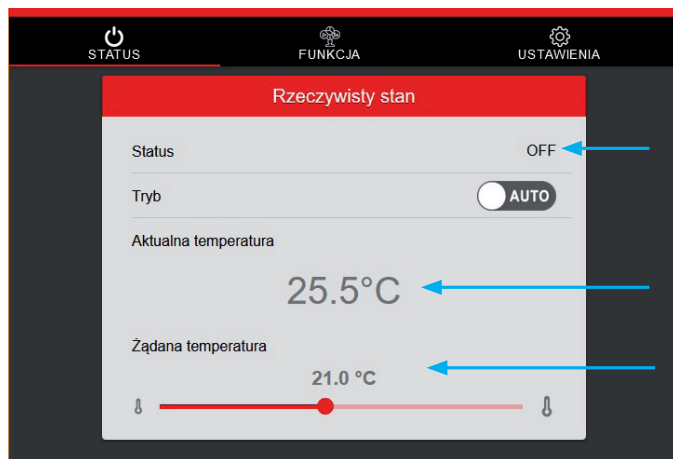 STATUS
FUNKCJA
USTAWIENIA
Rzeczywisty stan
Status OFF
Tryb AUTO
Aktualna temperatura
25.5°C
Żądana temperatura
21.0 °C